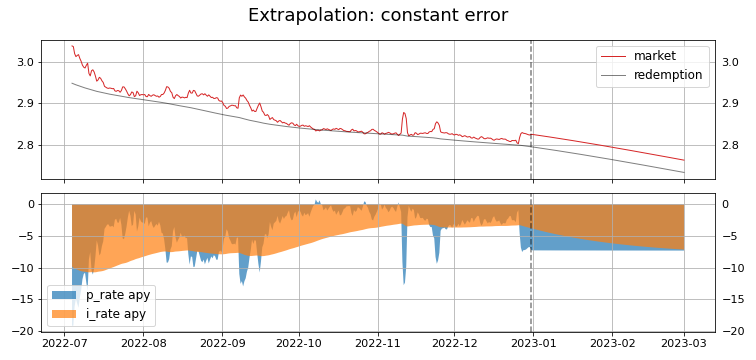 Extrapolation: constant error
3.0
2.9
2.8
3.0
2.9
2.8
market
redemption
0
−5
−10
−15
−20
0
−5
−10
−15
−20
p_rate apy
i_rate apy
2022-07 2022-08 2022-09 2022-10 2022-11 2022-12 2023-01 2023-02 2023-03